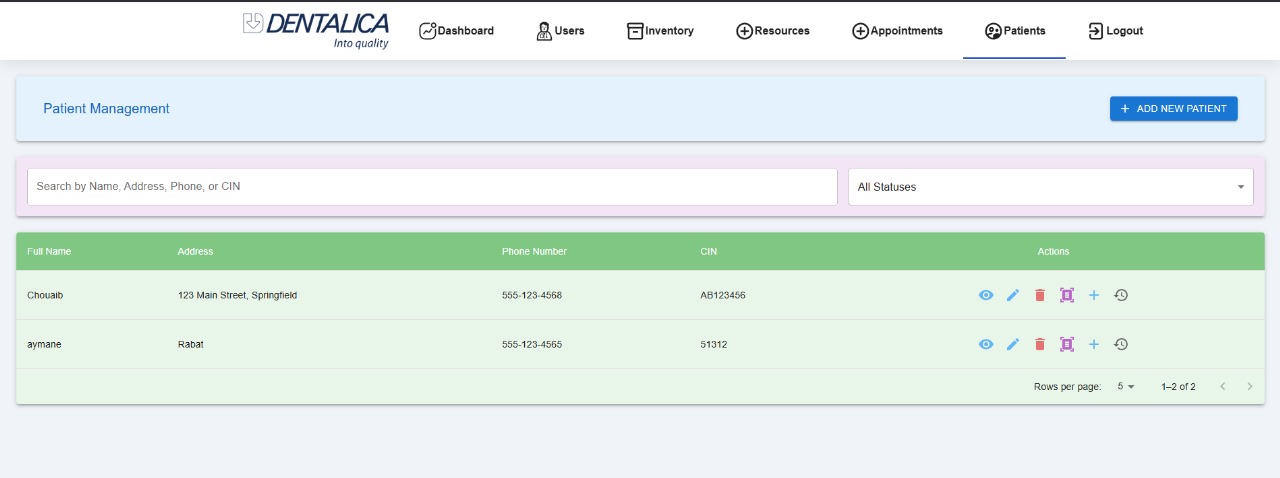 DENTALICA
Into quality
Dashboard Users Inventory Resources Appointments Patients Logout
Patient Management
+ ADD NEW PATIENT
Search by Name, Address, Phone, or CIN
All Statuses
Full Name Address Phone Number CIN Actions
Chouaib 123 Main Street, Springfield 555-123-4568 AB123456
aymane Rabat 555-123-4565 51312
Rows per page: 5 1–2 of 2